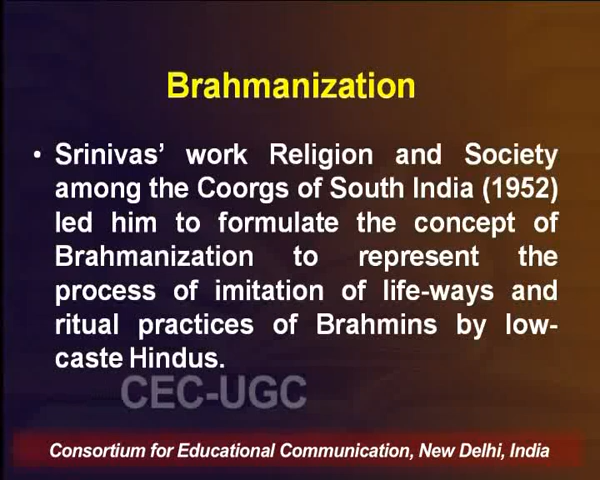 Brahmanization
• Srinivas’ work Religion and Society
among the Coorgs of South India (1952)
led him to formulate the concept of
Brahmanization to represent the
process of imitation of life-ways and
ritual practices of Brahmins by low-
caste Hindus.
CEC-UGC
Consortium for Educational Communication, New Delhi, India